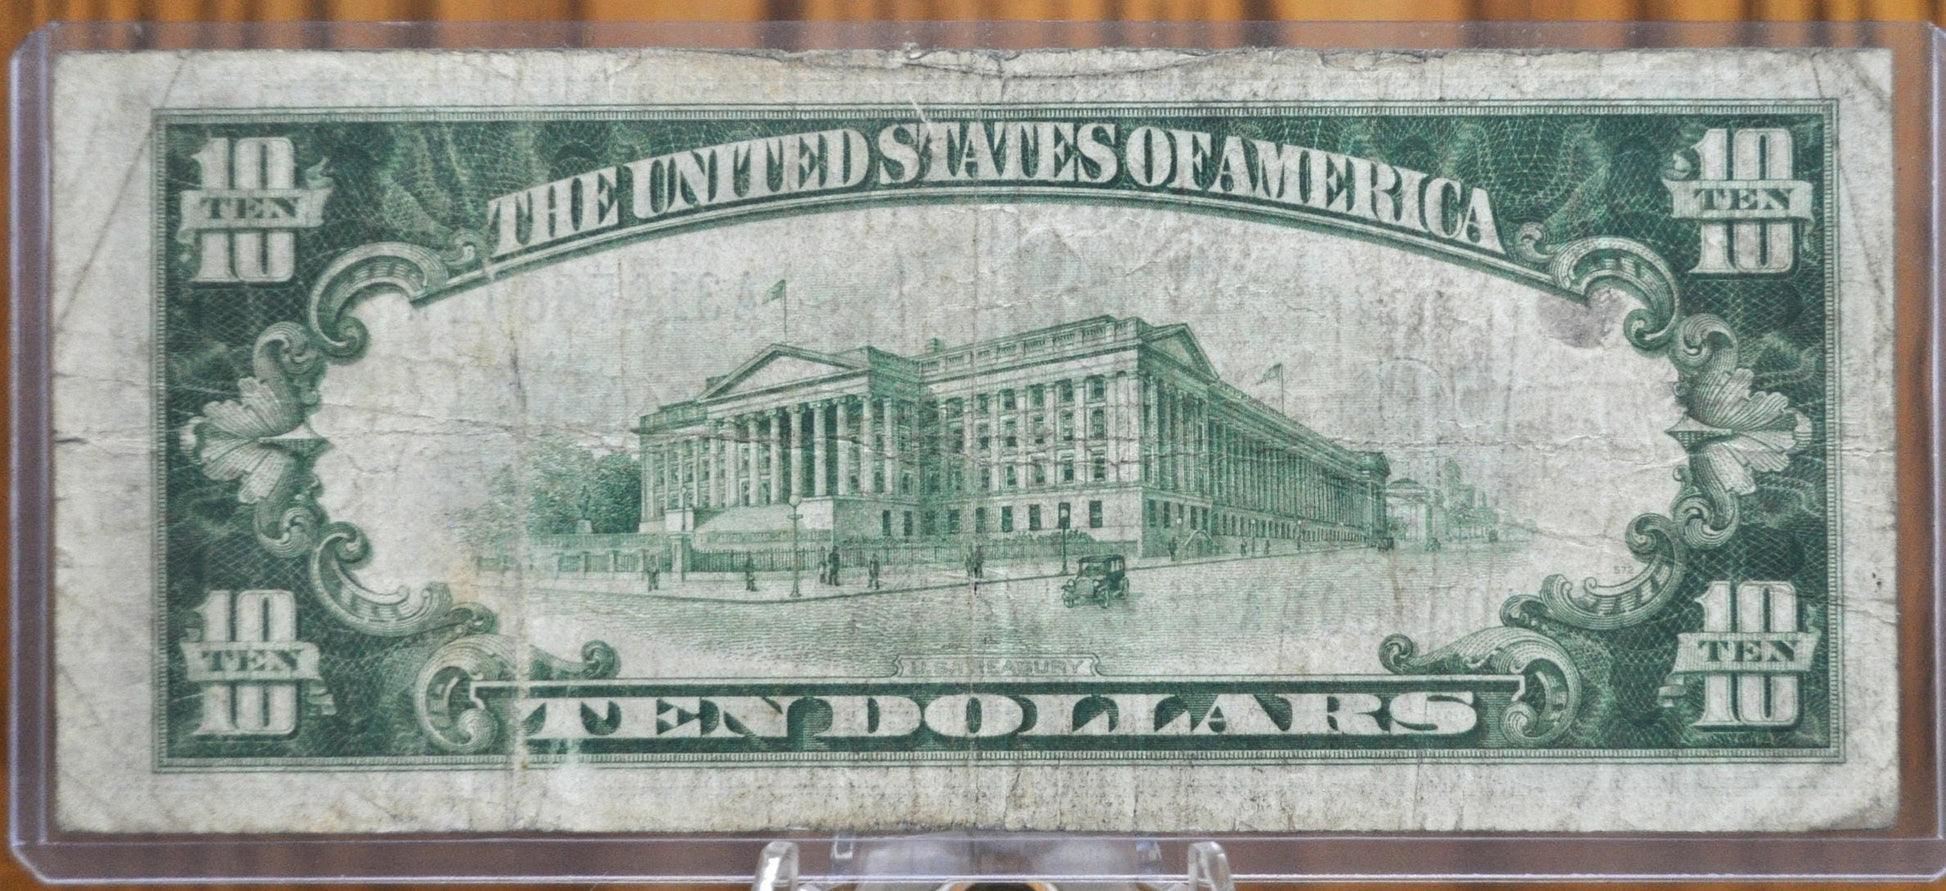 10 TEN 10
THE UNITED STATES OF AMERICA
10 TEN 10
572
U.S. TREASURY
10 TEN 10
TEN DOLLARS
10 TEN 10